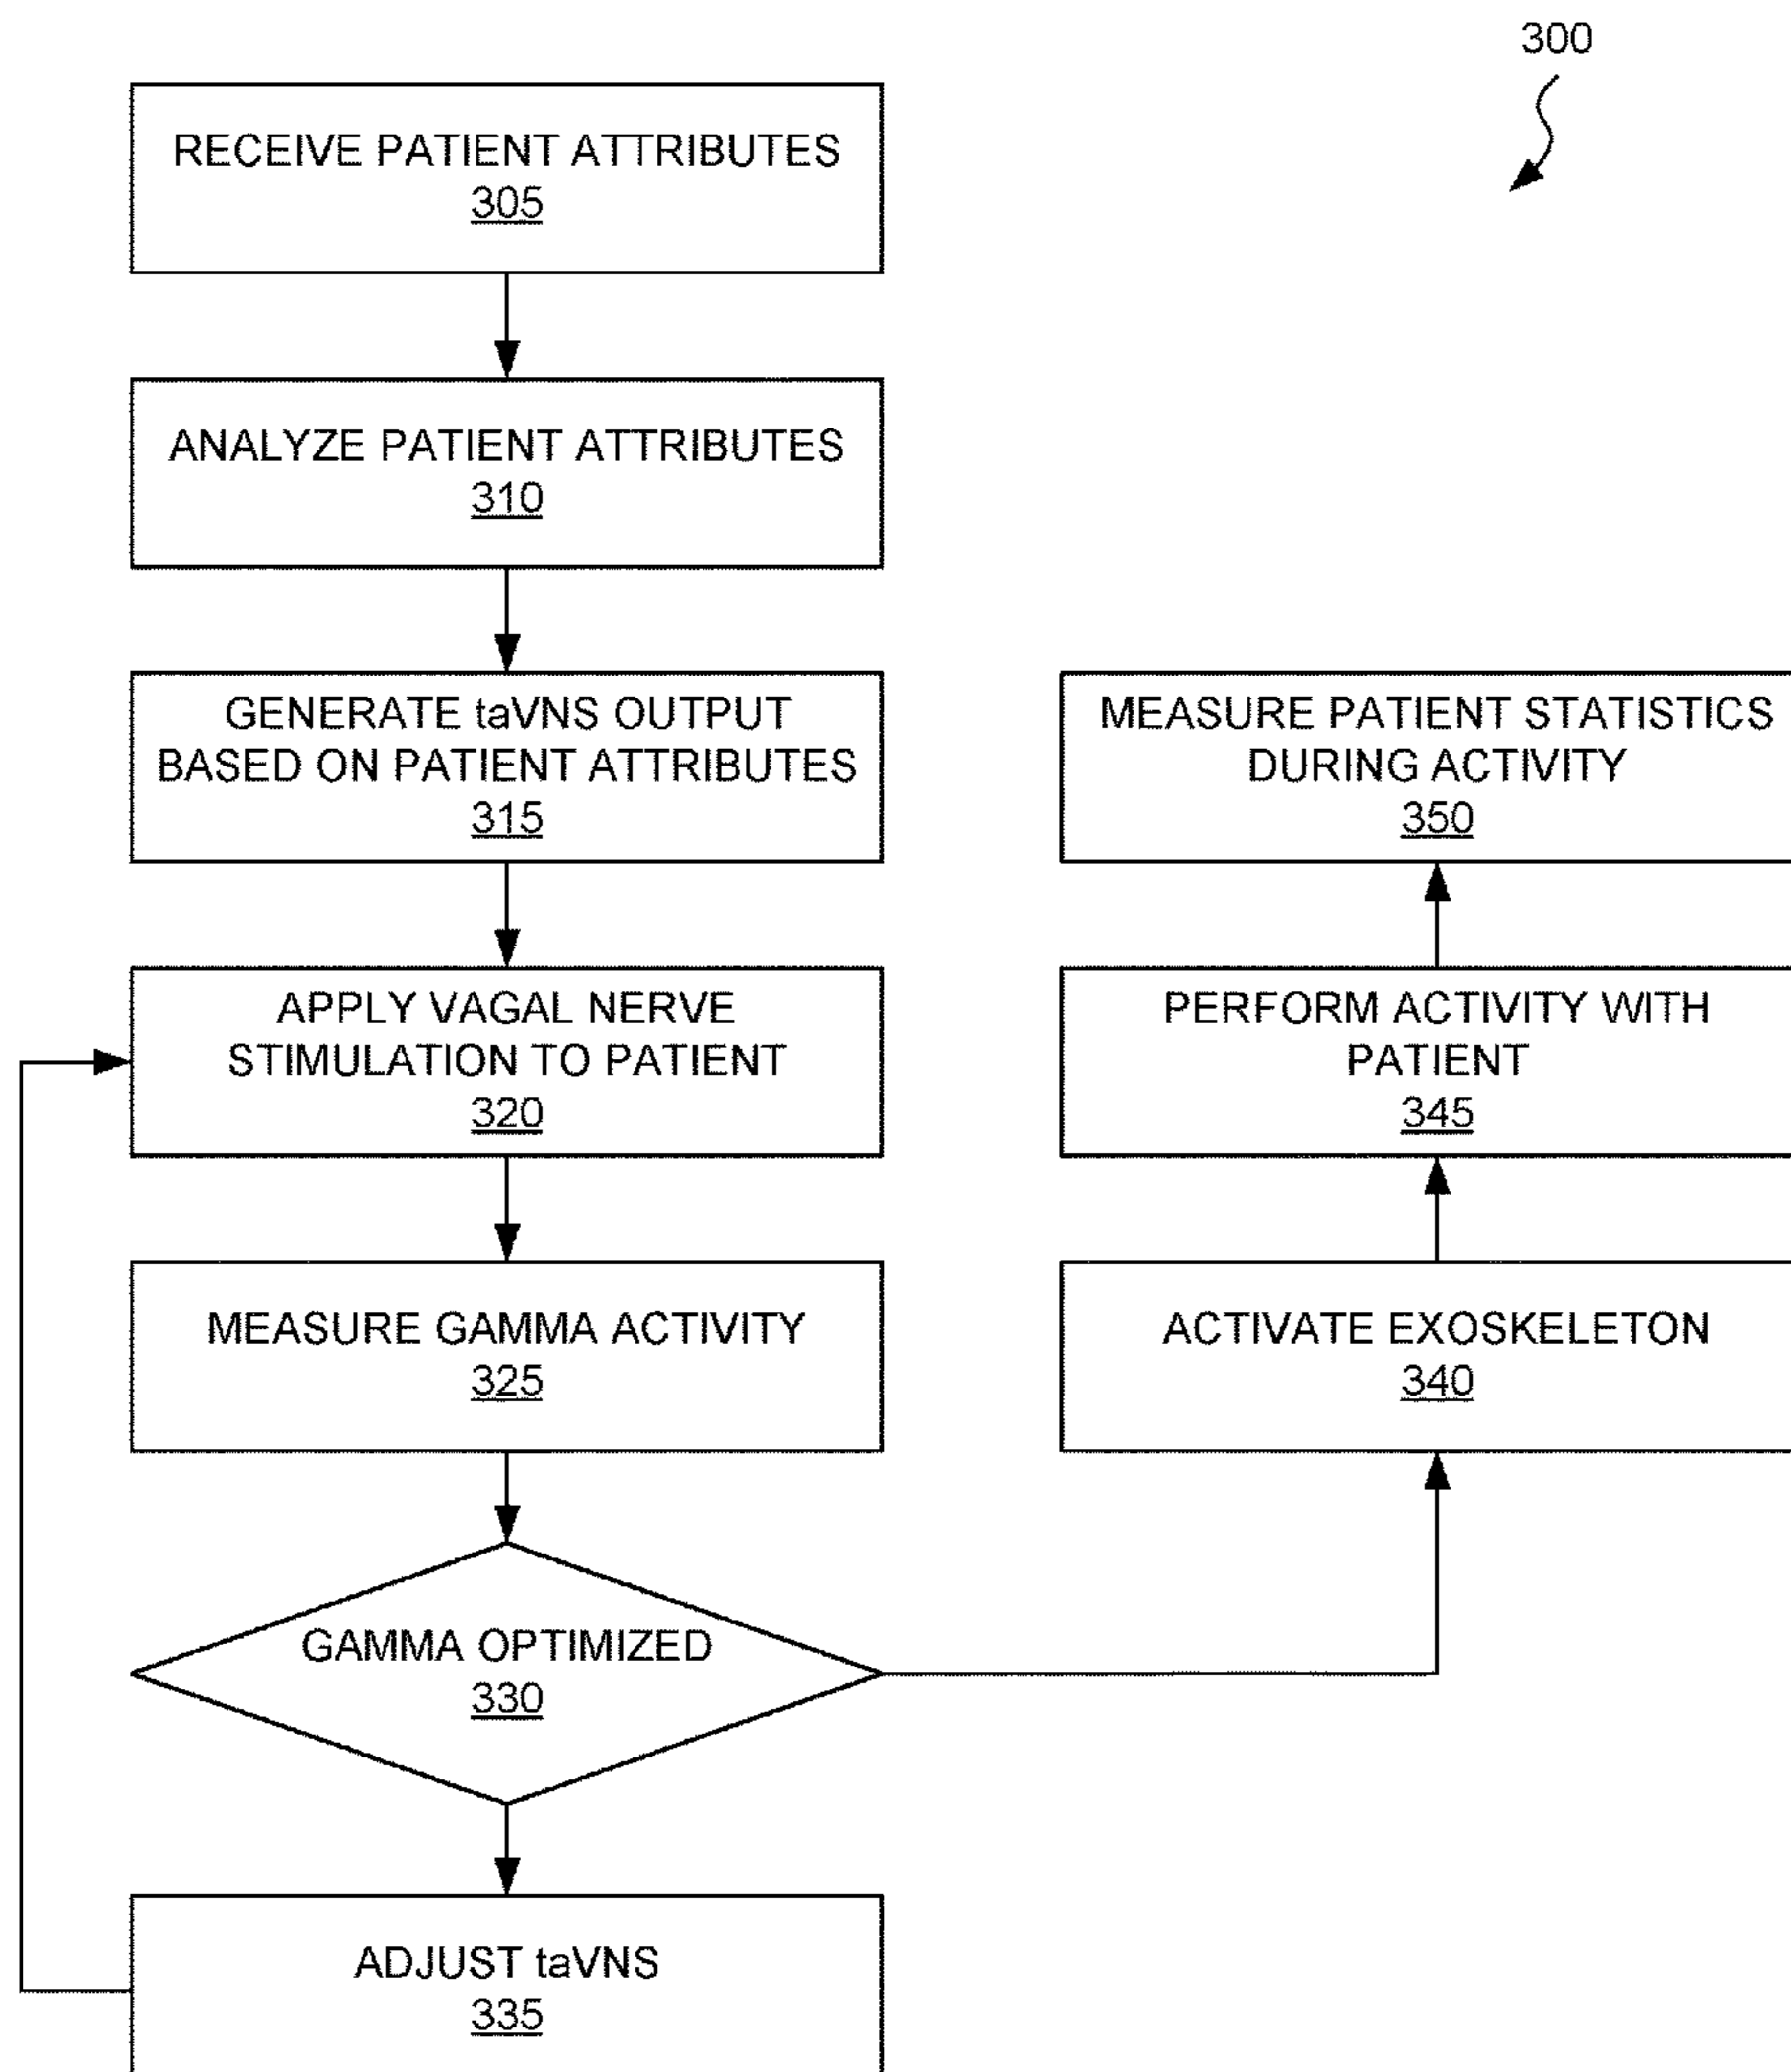 300
RECEIVE PATIENT ATTRIBUTES
305
ANALYZE PATIENT ATTRIBUTES
310
GENERATE taVNS OUTPUT
BASED ON PATIENT ATTRIBUTES
315
APPLY VAGAL NERVE
STIMULATION TO PATIENT
320
MEASURE GAMMA ACTIVITY
325
GAMMA OPTIMIZED
330
ADJUST taVNS
335
ACTIVATE EXOSKELETON
340
PERFORM ACTIVITY WITH
PATIENT
345
MEASURE PATIENT STATISTICS
DURING ACTIVITY
350